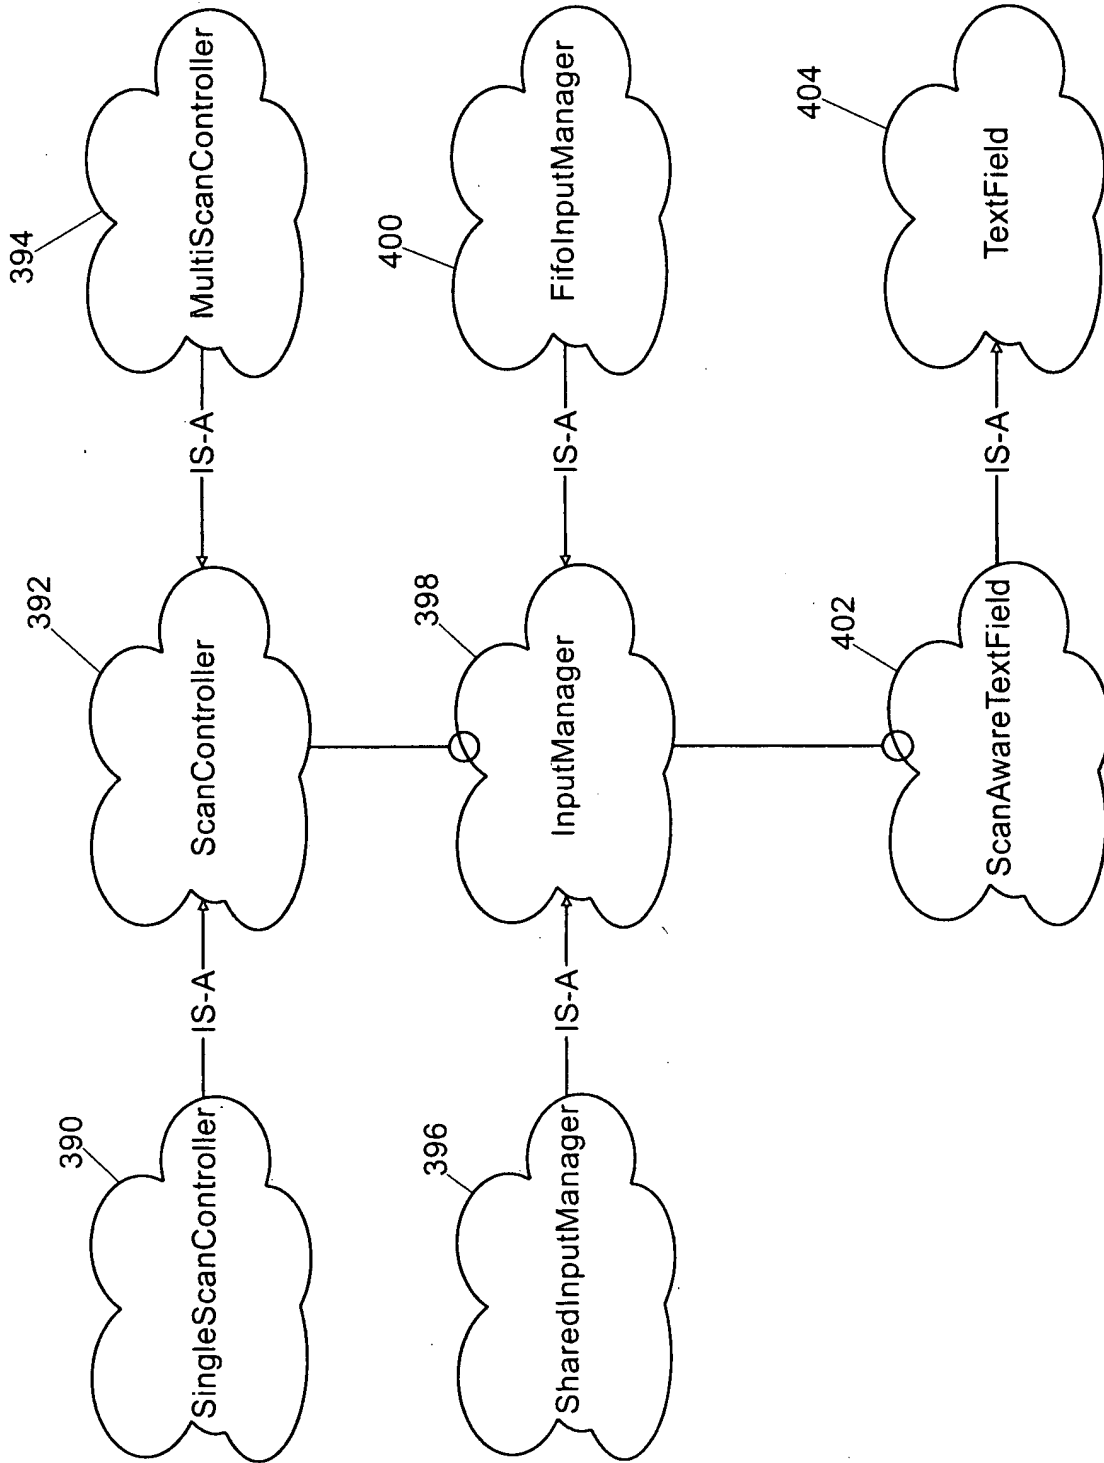 390
SingleScanController
IS-A
392
ScanController
IS-A
394
MultiScanController
396
SharedInputManager
IS-A
398
InputManager
IS-A
400
FifoInputManager
402
ScanAwareTextField
IS-A
404
TextField